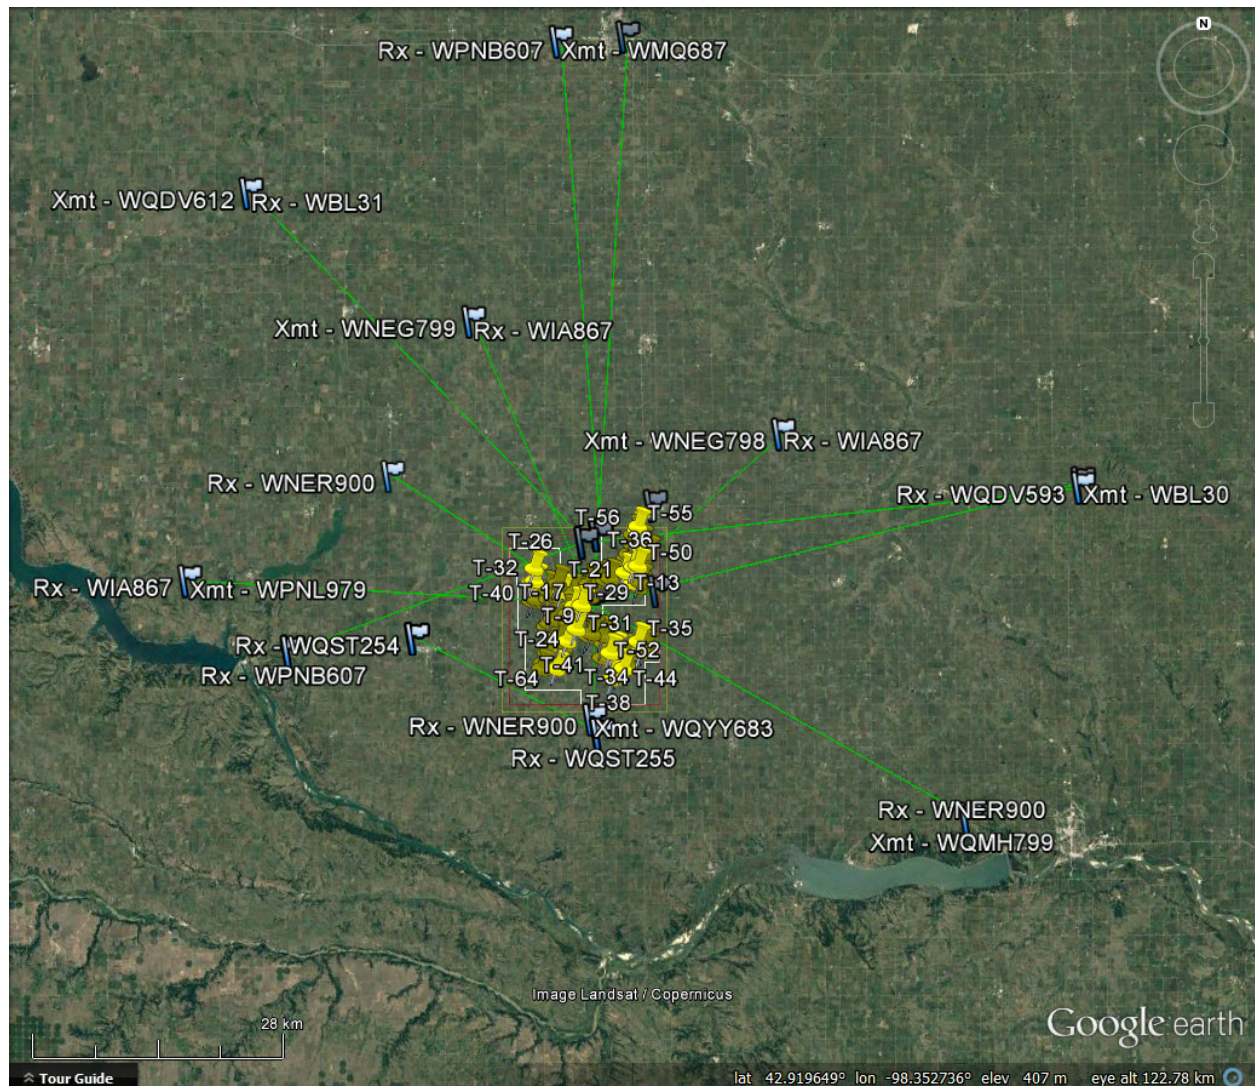 N
Rx - WPNB607
Xmt - WMQ687
Xmt - WQDV612
Rx - WBL31
Xmt - WNEG799
Rx - WIA867
Xmt - WNEG798
Rx - WIA867
Rx - WNER900
Rx - WQDV593
Xmt - WBL30
T-56
T-55
T-26
T-36
T-50
T-32
T-21
T-13
Rx - WIA867
Xmt - WPNL979
T-40
T-17
T-29
T-9
T-31
T-35
T-24
Rx - WQST254
T-52
T-41
Rx - WPNB607
T-64
T-34
T-44
T-38
Rx - WNER900
Xmt - WQYY683
Rx - WQST255
Rx - WNER900
Xmt - WQMH799
Image Landsat / Copernicus
28 km
Google earth
Tour Guide
lat 42.919649° lon -98.352736° elev 407 m eye alt 122.78 km